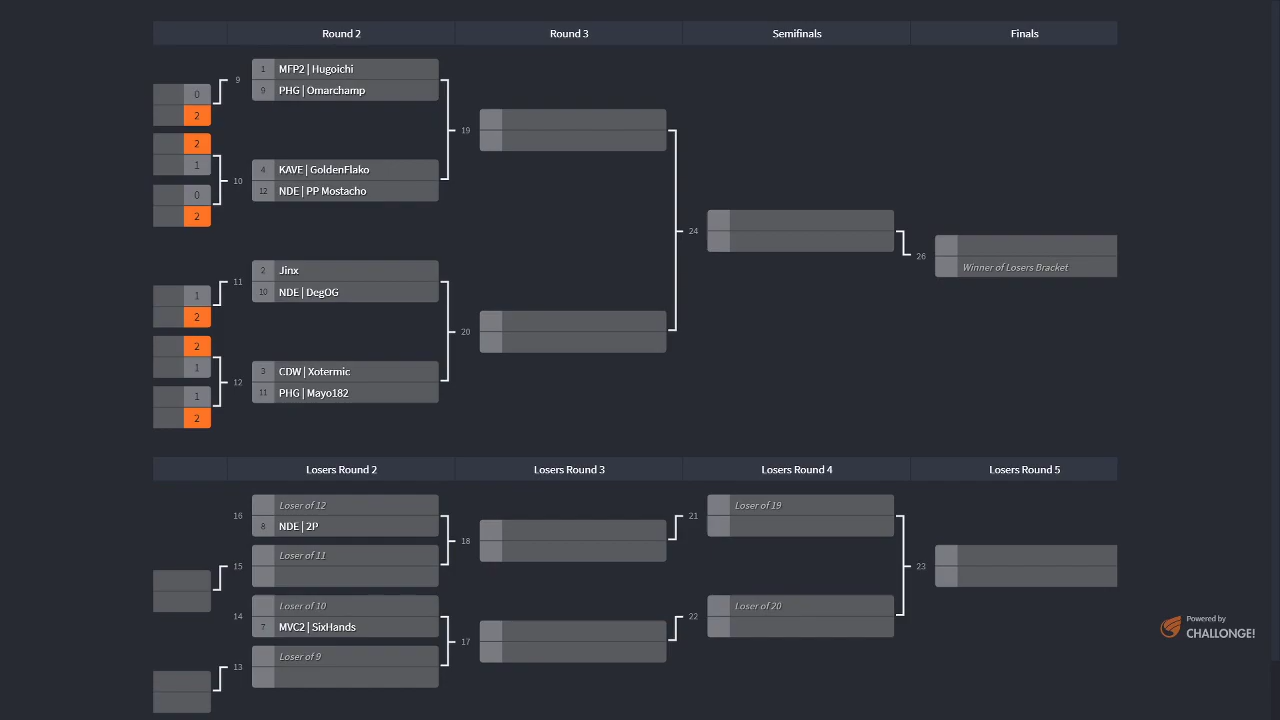 Round 2 Round 3 Semifinals Finals
9
1 MFP2 | Hugoichi
9 PHG | Omarchamp
0
2
2
1
10
4 KAVE | GoldenFlako
12 NDE | PP Mostacho
0
2
19
24
26
Winner of Losers Bracket
11
2 Jinx
10 NDE | DegOG
1
2
2
1
12
3 CDW | Xotermic
11 PHG | Mayo182
1
2
20
Losers Round 2 Losers Round 3 Losers Round 4 Losers Round 5
16
Loser of 12
8 NDE | 2P
15
Loser of 11
18
21
Loser of 19
14
Loser of 10
7 MVC2 | SixHands
13
Loser of 9
17
22
Loser of 20
23
Powered by
CHALLONGE!